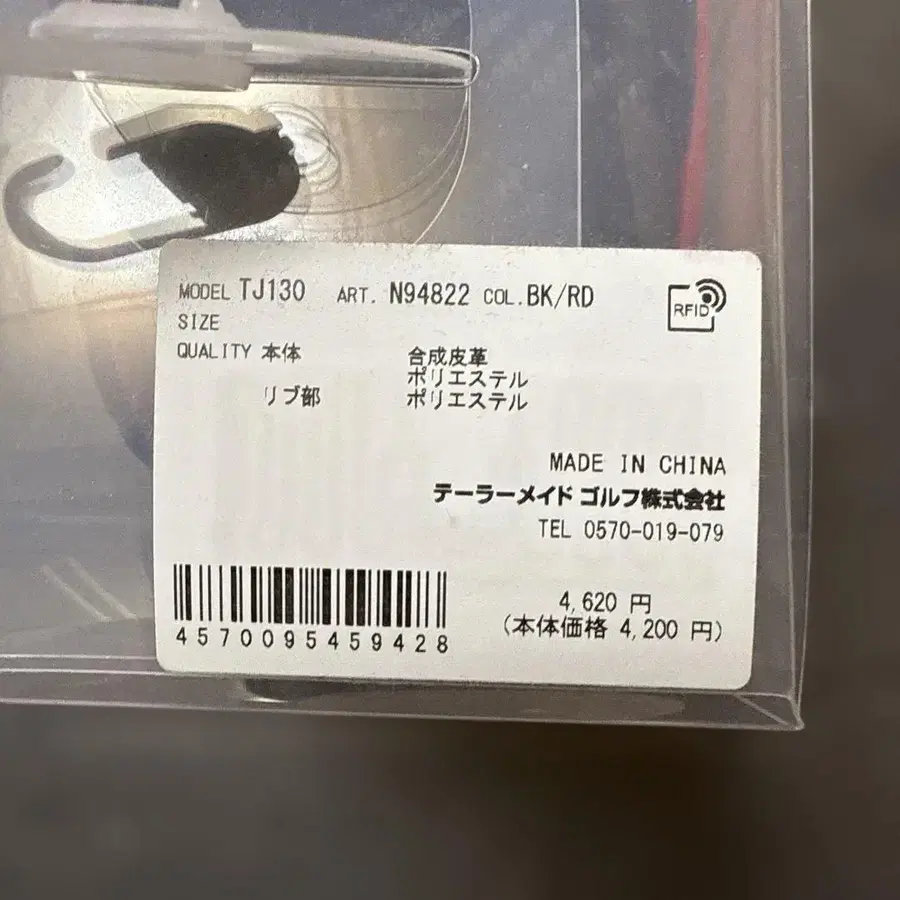 MODEL TJ130 ART. N94822 COL. BK/RD
RFID
SIZE
QUALITY 本体 合成皮革
ポリエステル
リブ部 ポリエステル
MADE IN CHINA
テーラーメイド ゴルフ株式会社
TEL 0570-019-079
4,620 円
(本体価格 4,200 円)
4570095459428